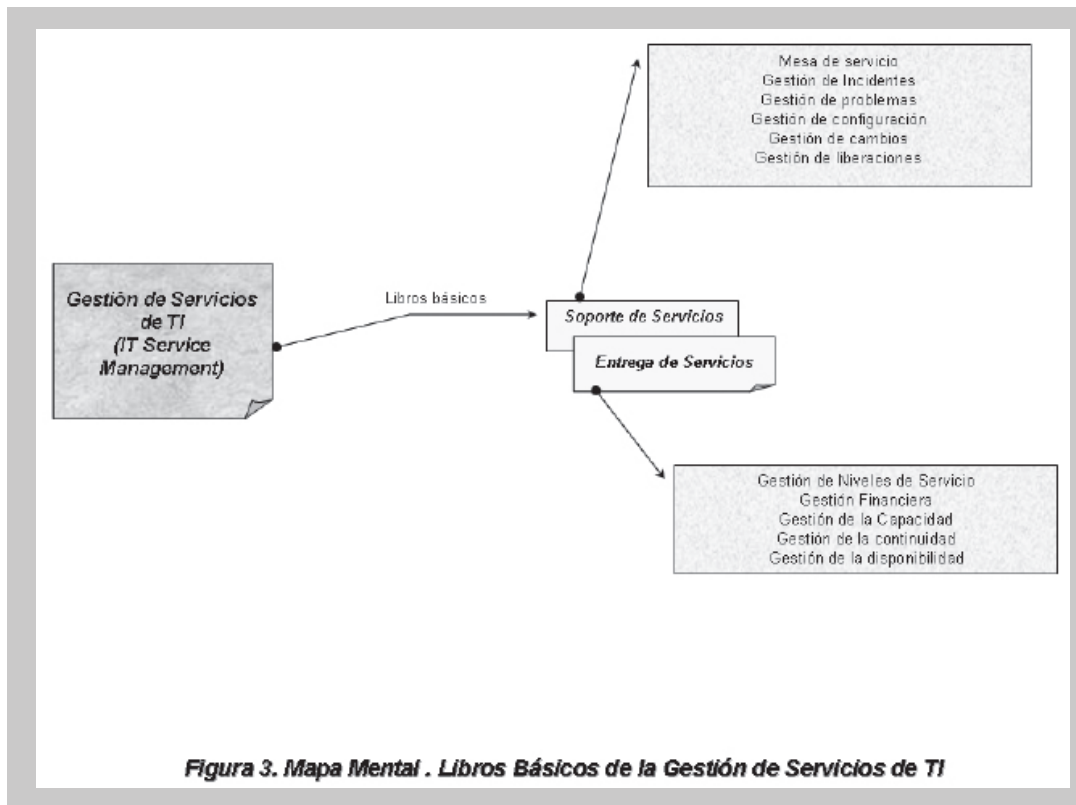 Mesa de servicio
Gestión de Incidentes
Gestión de problemas
Gestión de configuración
Gestión de cambios
Gestión de liberaciones
Gestión de Servicios
de TI
(IT Service
Management)
Libros básicos
Soporte de Servicios
Entrega de Servicios
Gestión de Niveles de Servicio
Gestión Financiera
Gestión de la Capacidad
Gestión de la continuidad
Gestión de la disponibilidad
Figura 3. Mapa Mental . Libros Básicos de la Gestión de Servicios de TI